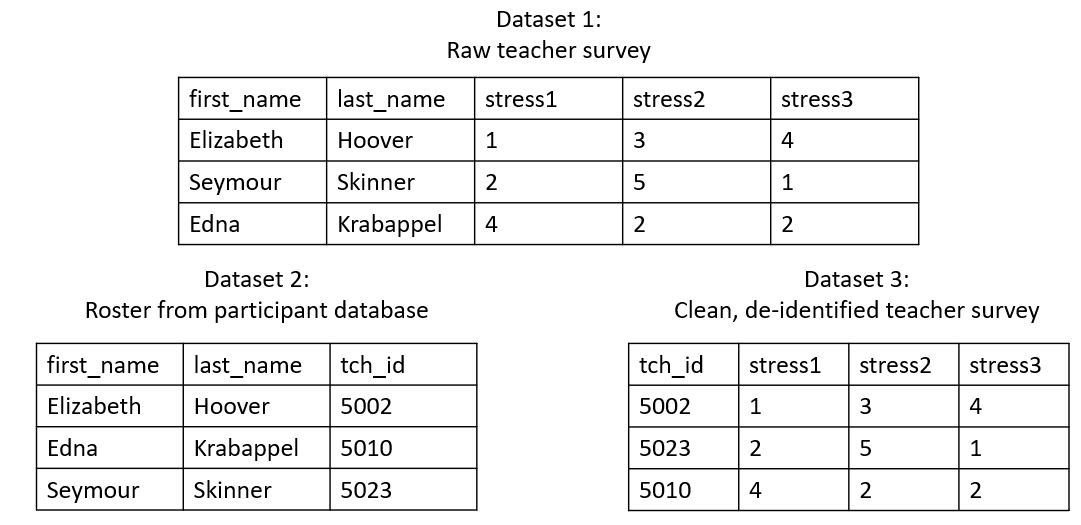 Dataset 1:
Raw teacher survey
first_name last_name stress1 stress2 stress3
Elizabeth Hoover 1 3 4
Seymour Skinner 2 5 1
Edna Krabappel 4 2 2
Dataset 2:
Roster from participant database
first_name last_name tch_id
Elizabeth Hoover 5002
Edna Krabappel 5010
Seymour Skinner 5023
Dataset 3:
Clean, de-identified teacher survey
tch_id stress1 stress2 stress3
5002 1 3 4
5023 2 5 1
5010 4 2 2